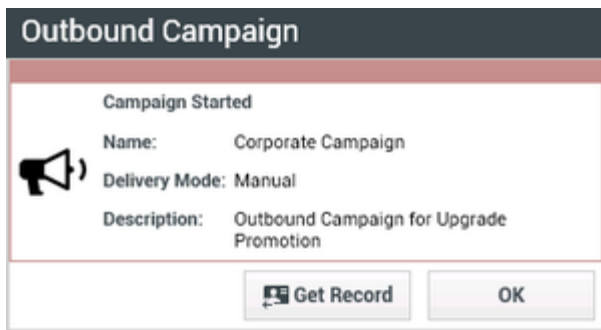 Outbound Campaign
Campaign Started
Name: Corporate Campaign
Delivery Mode: Manual
Description: Outbound Campaign for Upgrade
Promotion
Get Record OK